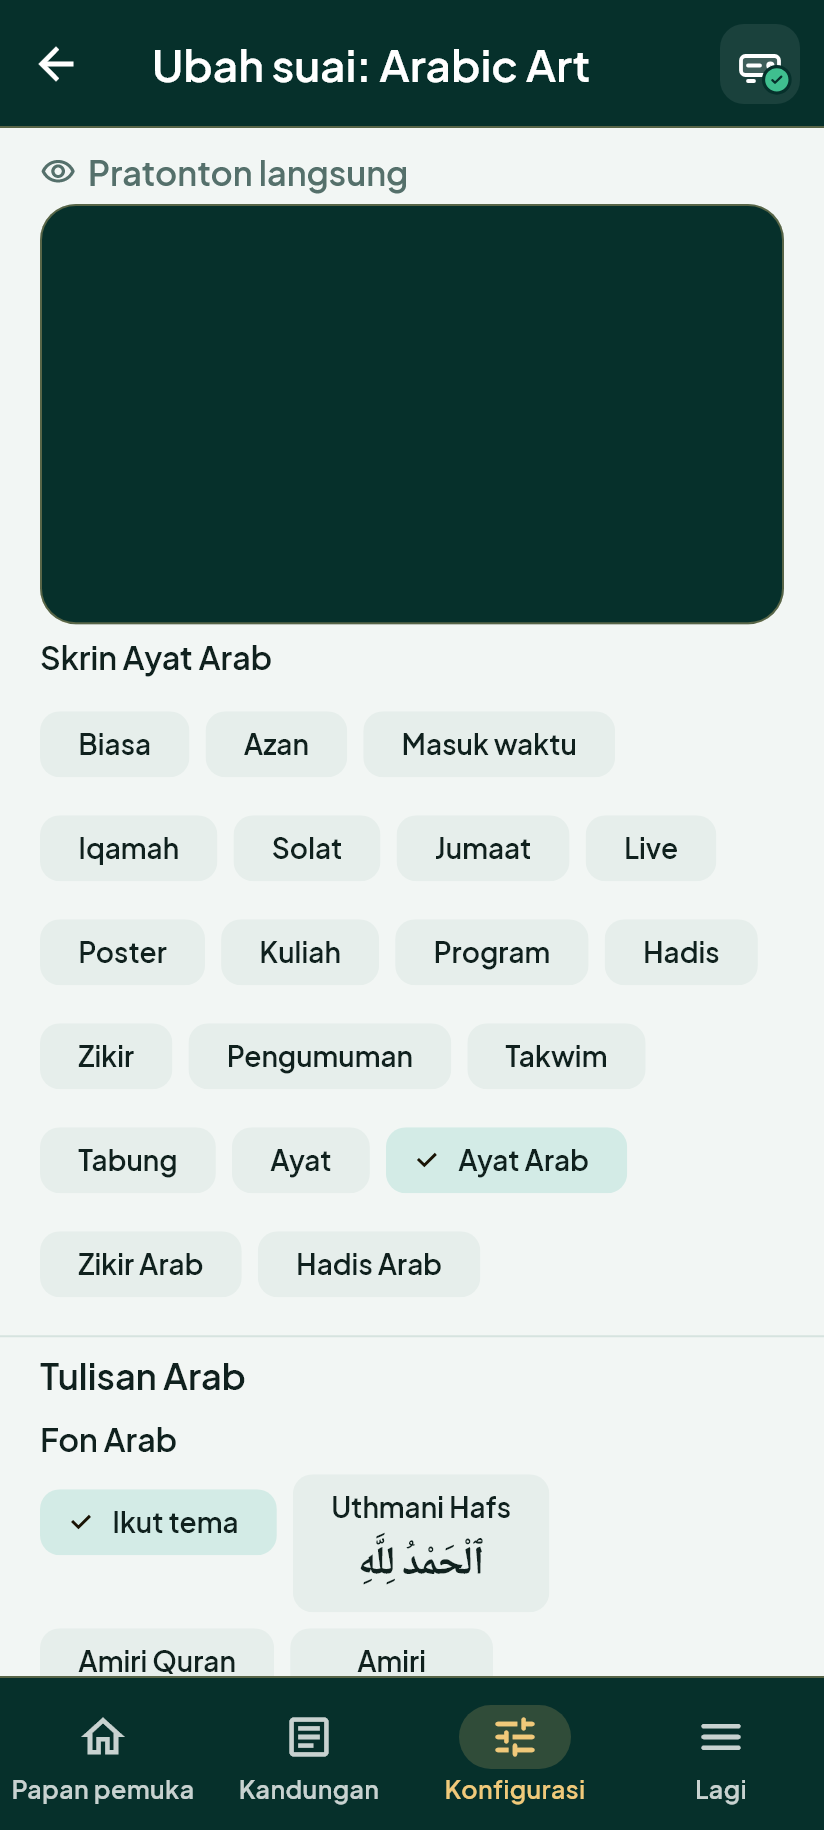 Ubah suai: Arabic Art
Pratonton langsung
Skrin Ayat Arab
Biasa Azan Masuk waktu
Iqamah Solat Jumaat Live
Poster Kuliah Program Hadis
Zikir Pengumuman Takwim
Tabung Ayat Ayat Arab
Zikir Arab Hadis Arab
Tulisan Arab
Fon Arab
Ikut tema Uthmani Hafs
ٱلْحَمْدُ لِلَّهِ
Amiri Quran Amiri
Papan pemuka Kandungan Konfigurasi Lagi